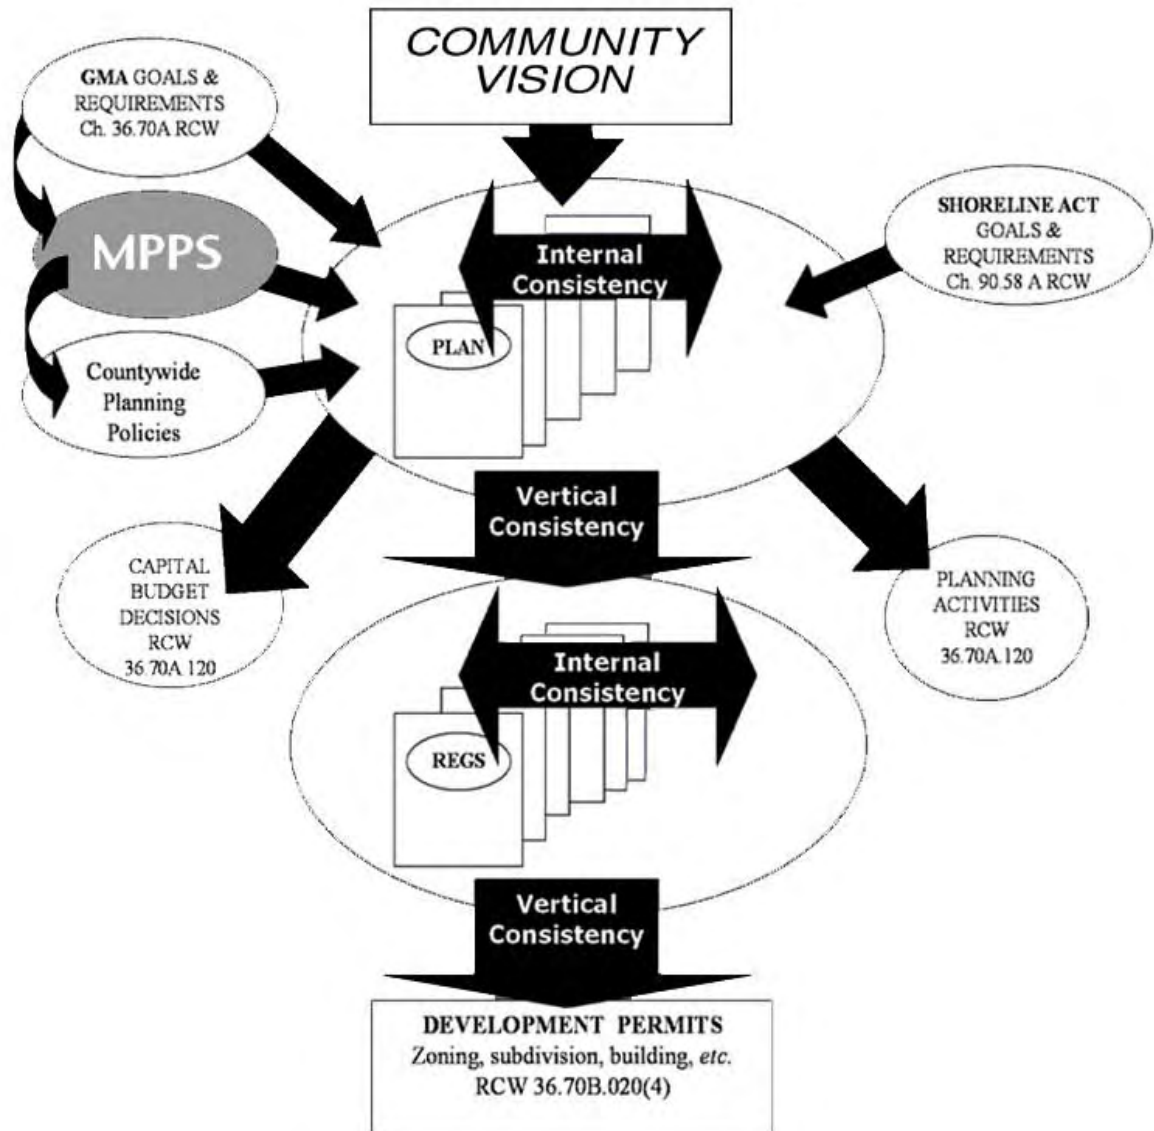 COMMUNITY
VISION
GMA GOALS &
REQUIREMENTS
Ch. 36.70A RCW
MPPS
Countywide
Planning
Policies
SHORELINE ACT
GOALS &
REQUIREMENTS
Ch. 90.58 A RCW
Internal
Consistency
PLAN
Vertical
Consistency
CAPITAL
BUDGET
DECISIONS
RCW
36.70A.120
PLANNING
ACTIVITIES
RCW
36.70A.120
Internal
Consistency
REGS
Vertical
Consistency
DEVELOPMENT PERMITS
Zoning, subdivision, building, etc.
RCW 36.70B.020(4)